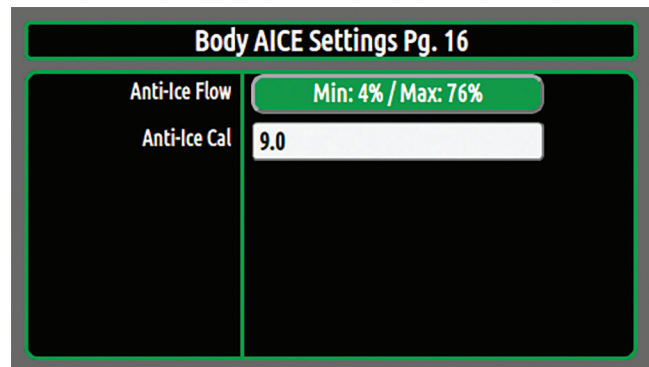 Body AICE Settings Pg. 16
Anti-Ice Flow Min: 4% / Max: 76%
Anti-Ice Cal 9.0